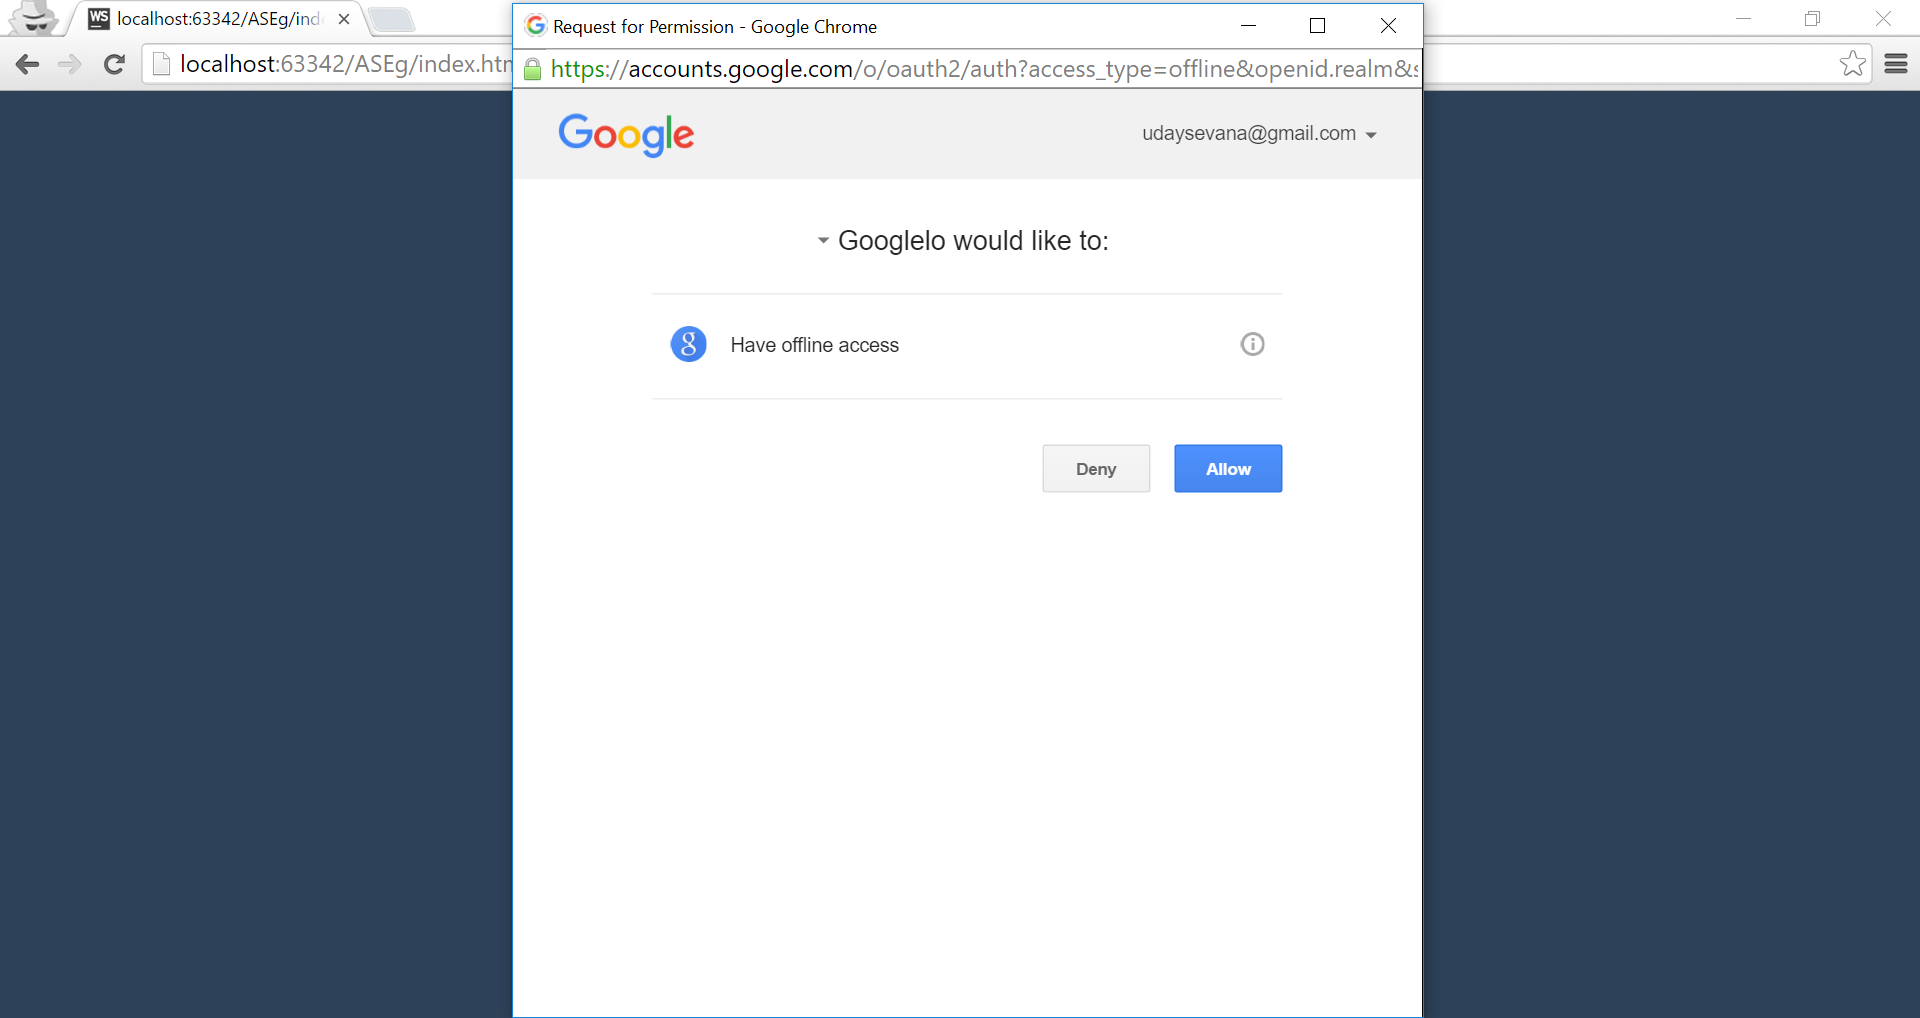 WS localhost:63342/ASEg/ind
localhost:63342/ASEg/index.htm
Request for Permission - Google Chrome
https://accounts.google.com/o/oauth2/auth?access_type=offline&openid.realm&s
Google
udaysevana@gmail.com
Googlelo would like to:
g Have offline access
Deny
Allow